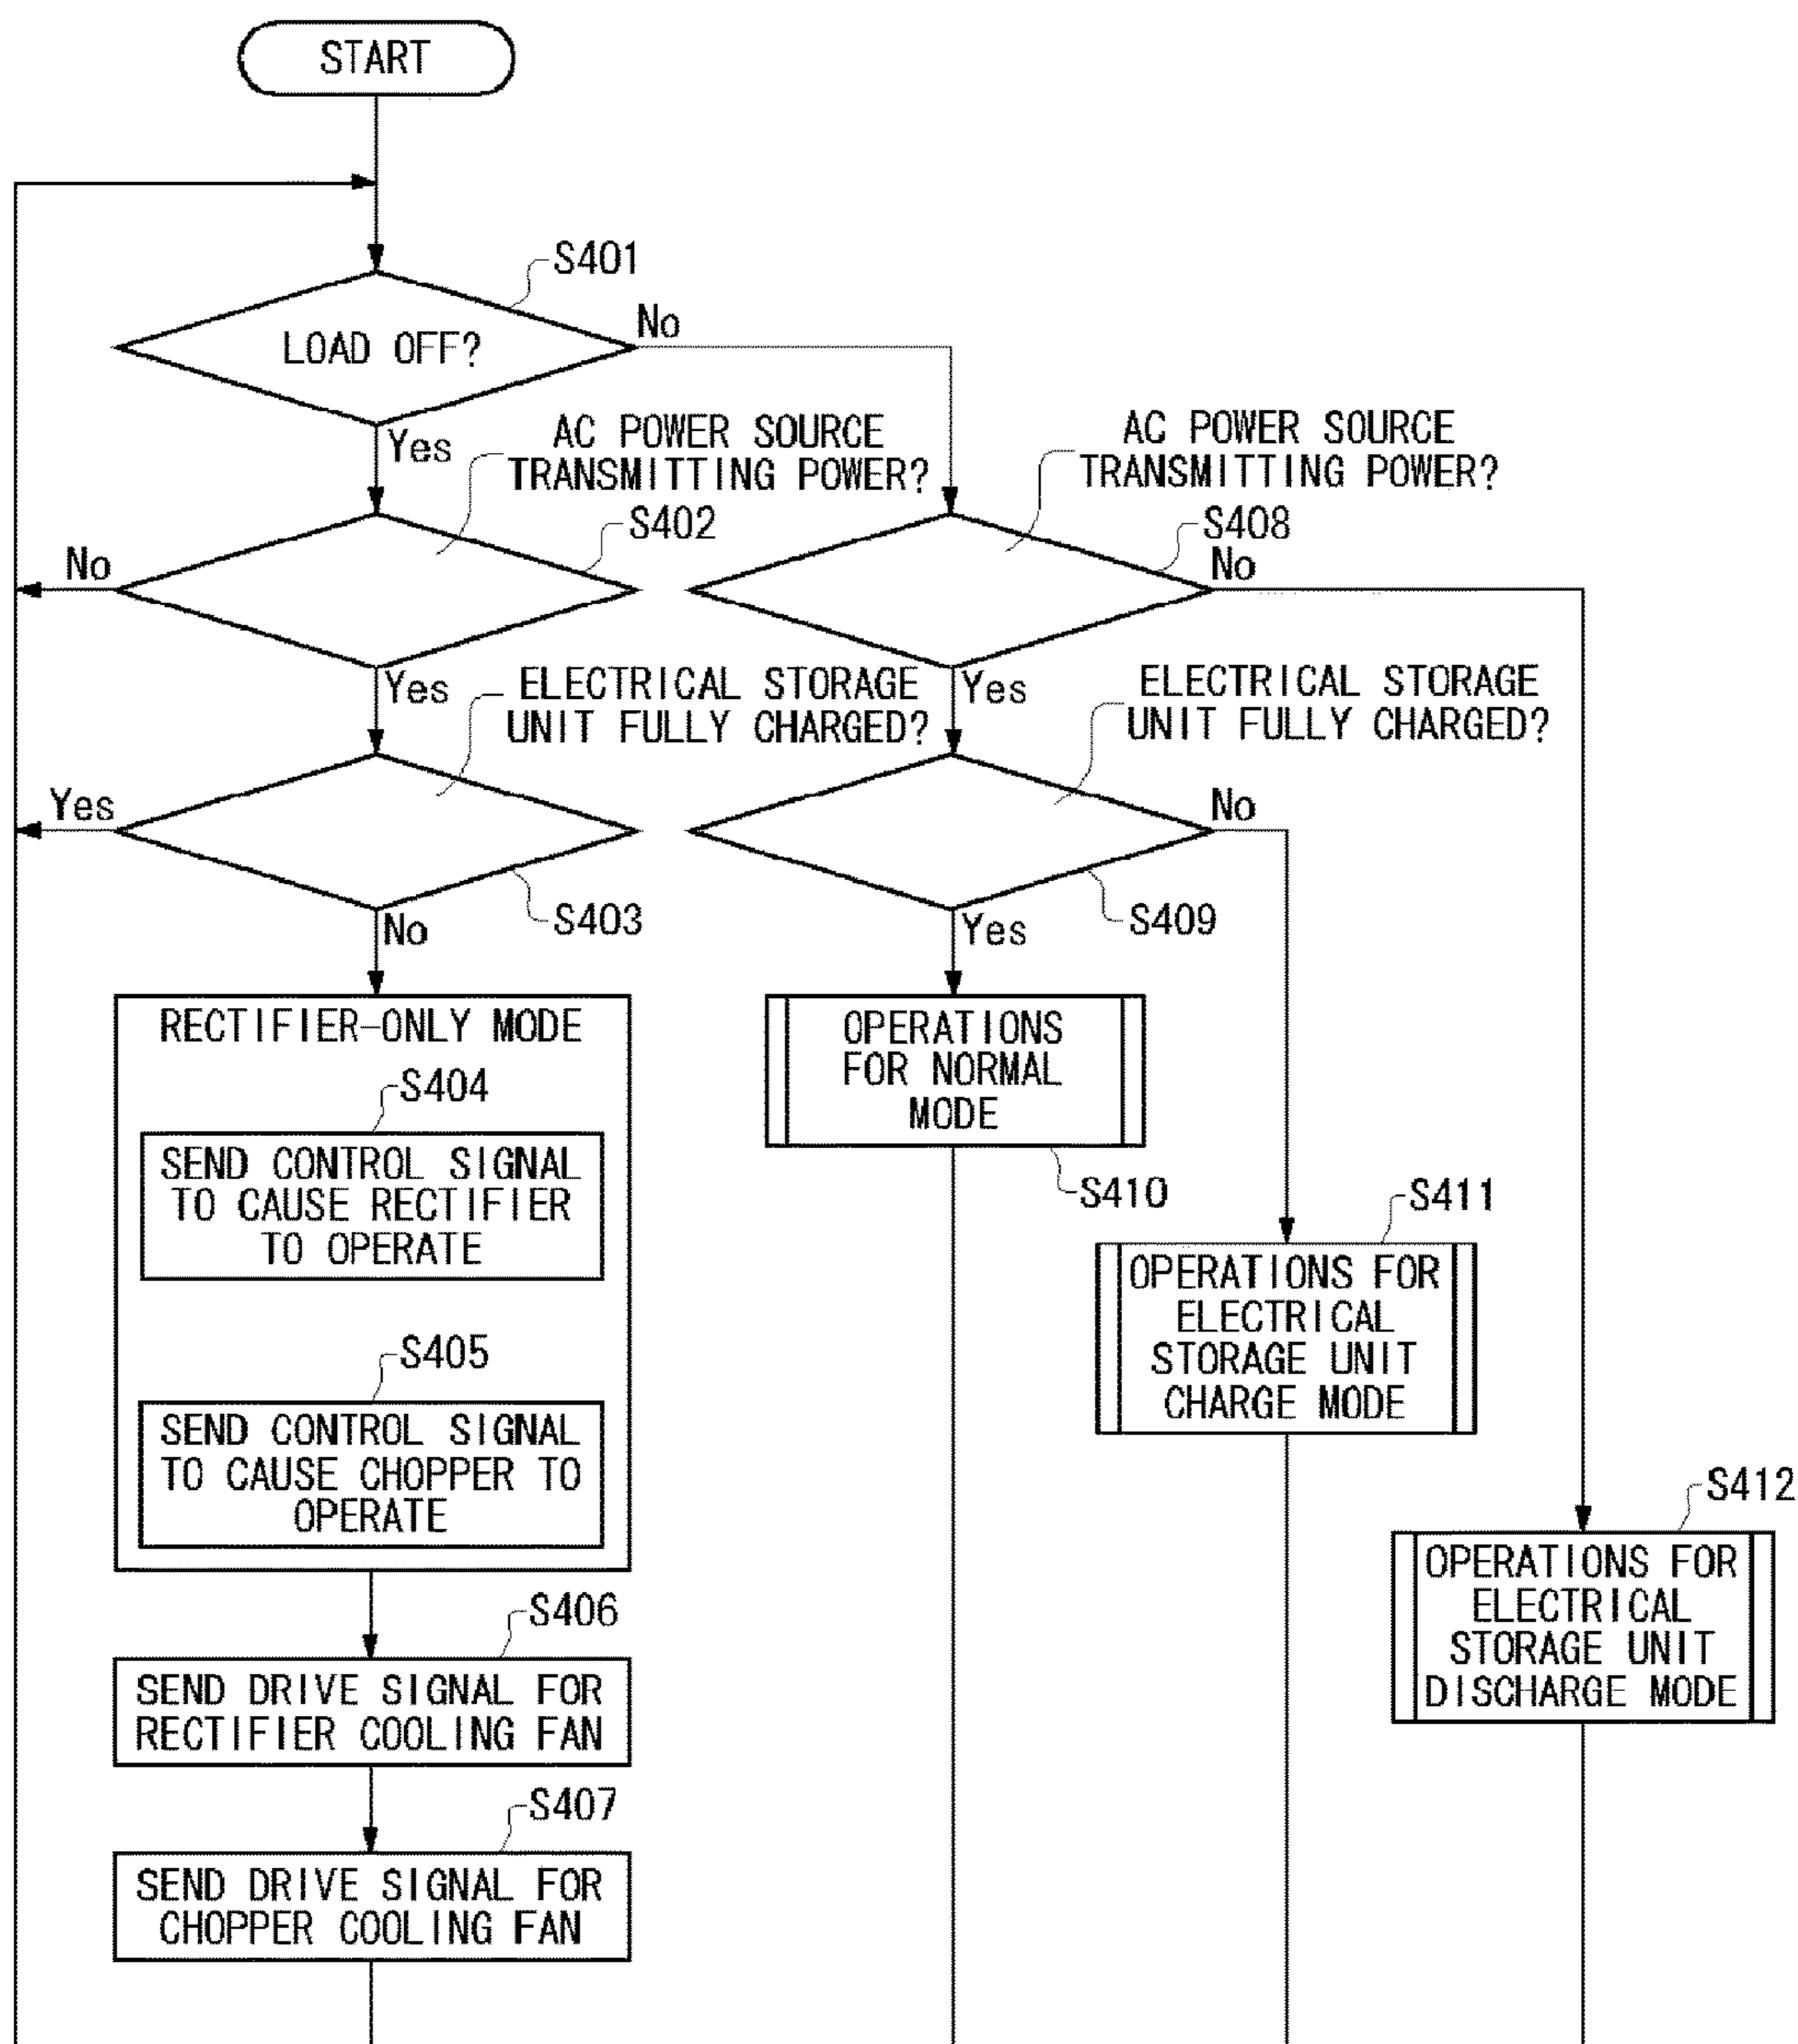 START
S401
LOAD OFF?
No
Yes
AC POWER SOURCE
TRANSMITTING POWER?
S402
No
Yes
AC POWER SOURCE
TRANSMITTING POWER?
S408
No
Yes
ELECTRICAL STORAGE
UNIT FULLY CHARGED?
Yes
S403
No
ELECTRICAL STORAGE
UNIT FULLY CHARGED?
No
S409
Yes
RECTIFIER-ONLY MODE
S404
SEND CONTROL SIGNAL
TO CAUSE RECTIFIER
TO OPERATE
S405
SEND CONTROL SIGNAL
TO CAUSE CHOPPER TO
OPERATE
S406
SEND DRIVE SIGNAL FOR
RECTIFIER COOLING FAN
S407
SEND DRIVE SIGNAL FOR
CHOPPER COOLING FAN
OPERATIONS
FOR NORMAL
MODE
S410
S411
OPERATIONS FOR
ELECTRICAL
STORAGE UNIT
CHARGE MODE
S412
OPERATIONS FOR
ELECTRICAL
STORAGE UNIT
DISCHARGE MODE